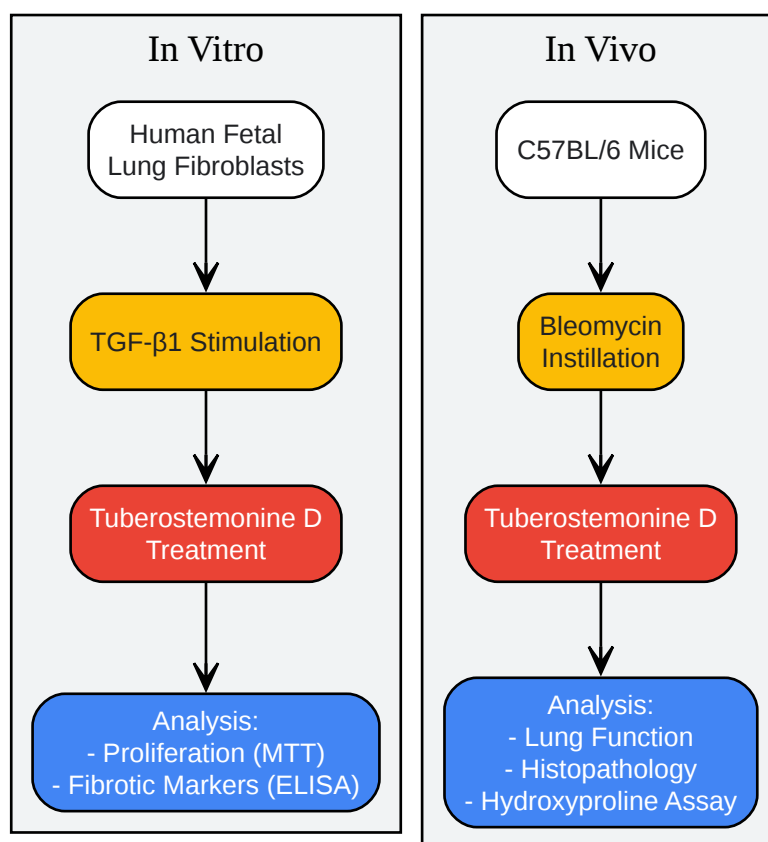 In Vitro
Human Fetal
Lung Fibroblasts
TGF-β1 Stimulation
Tuberostemonine D
Treatment
Analysis:
- Proliferation (MTT)
- Fibrotic Markers (ELISA)
In Vivo
C57BL/6 Mice
Bleomycin
Instillation
Tuberostemonine D
Treatment
Analysis:
- Lung Function
- Histopathology
- Hydroxyproline Assay